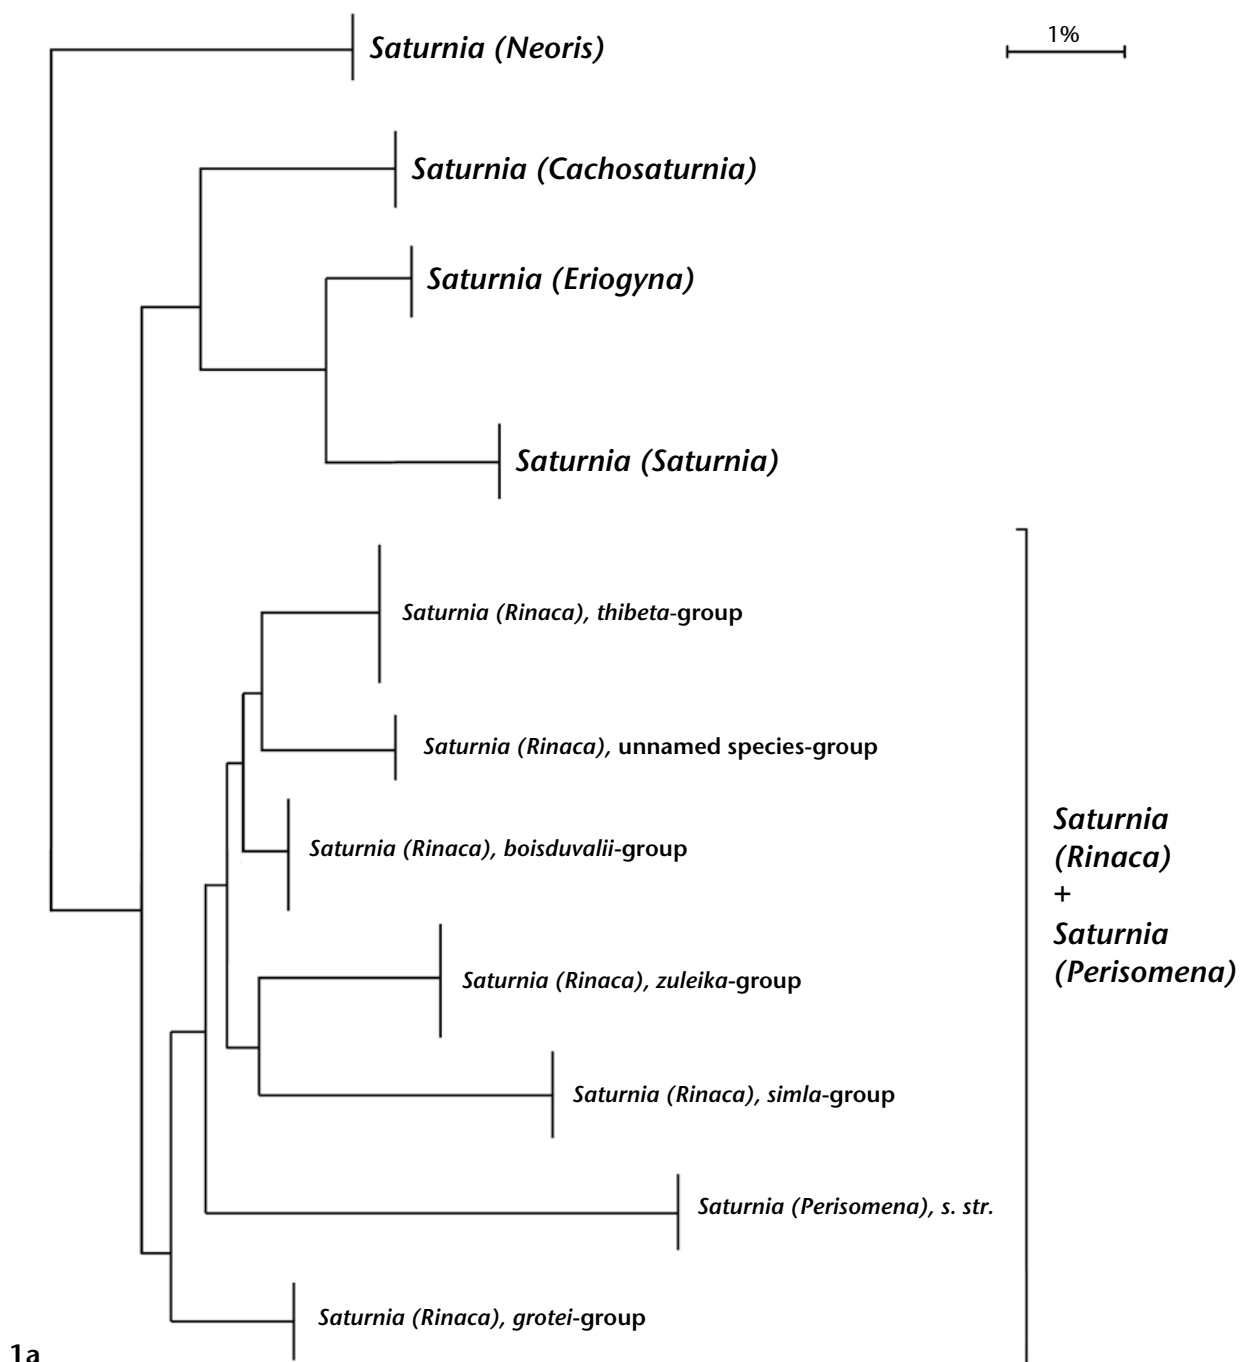 Saturnia (Neoris)
1%
Saturnia (Cachosaturnia)
Saturnia (Eriogyna)
Saturnia (Saturnia)
Saturnia (Rinaca), thibeta-group
Saturnia (Rinaca), unnamed species-group
Saturnia (Rinaca), boisduvalii-group
Saturnia (Rinaca), zuleika-group
Saturnia (Rinaca), simla-group
Saturnia (Perisomena), s. str.
Saturnia (Rinaca), grotei-group
Saturnia
(Rinaca)
+
Saturnia
(Perisomena)
1a